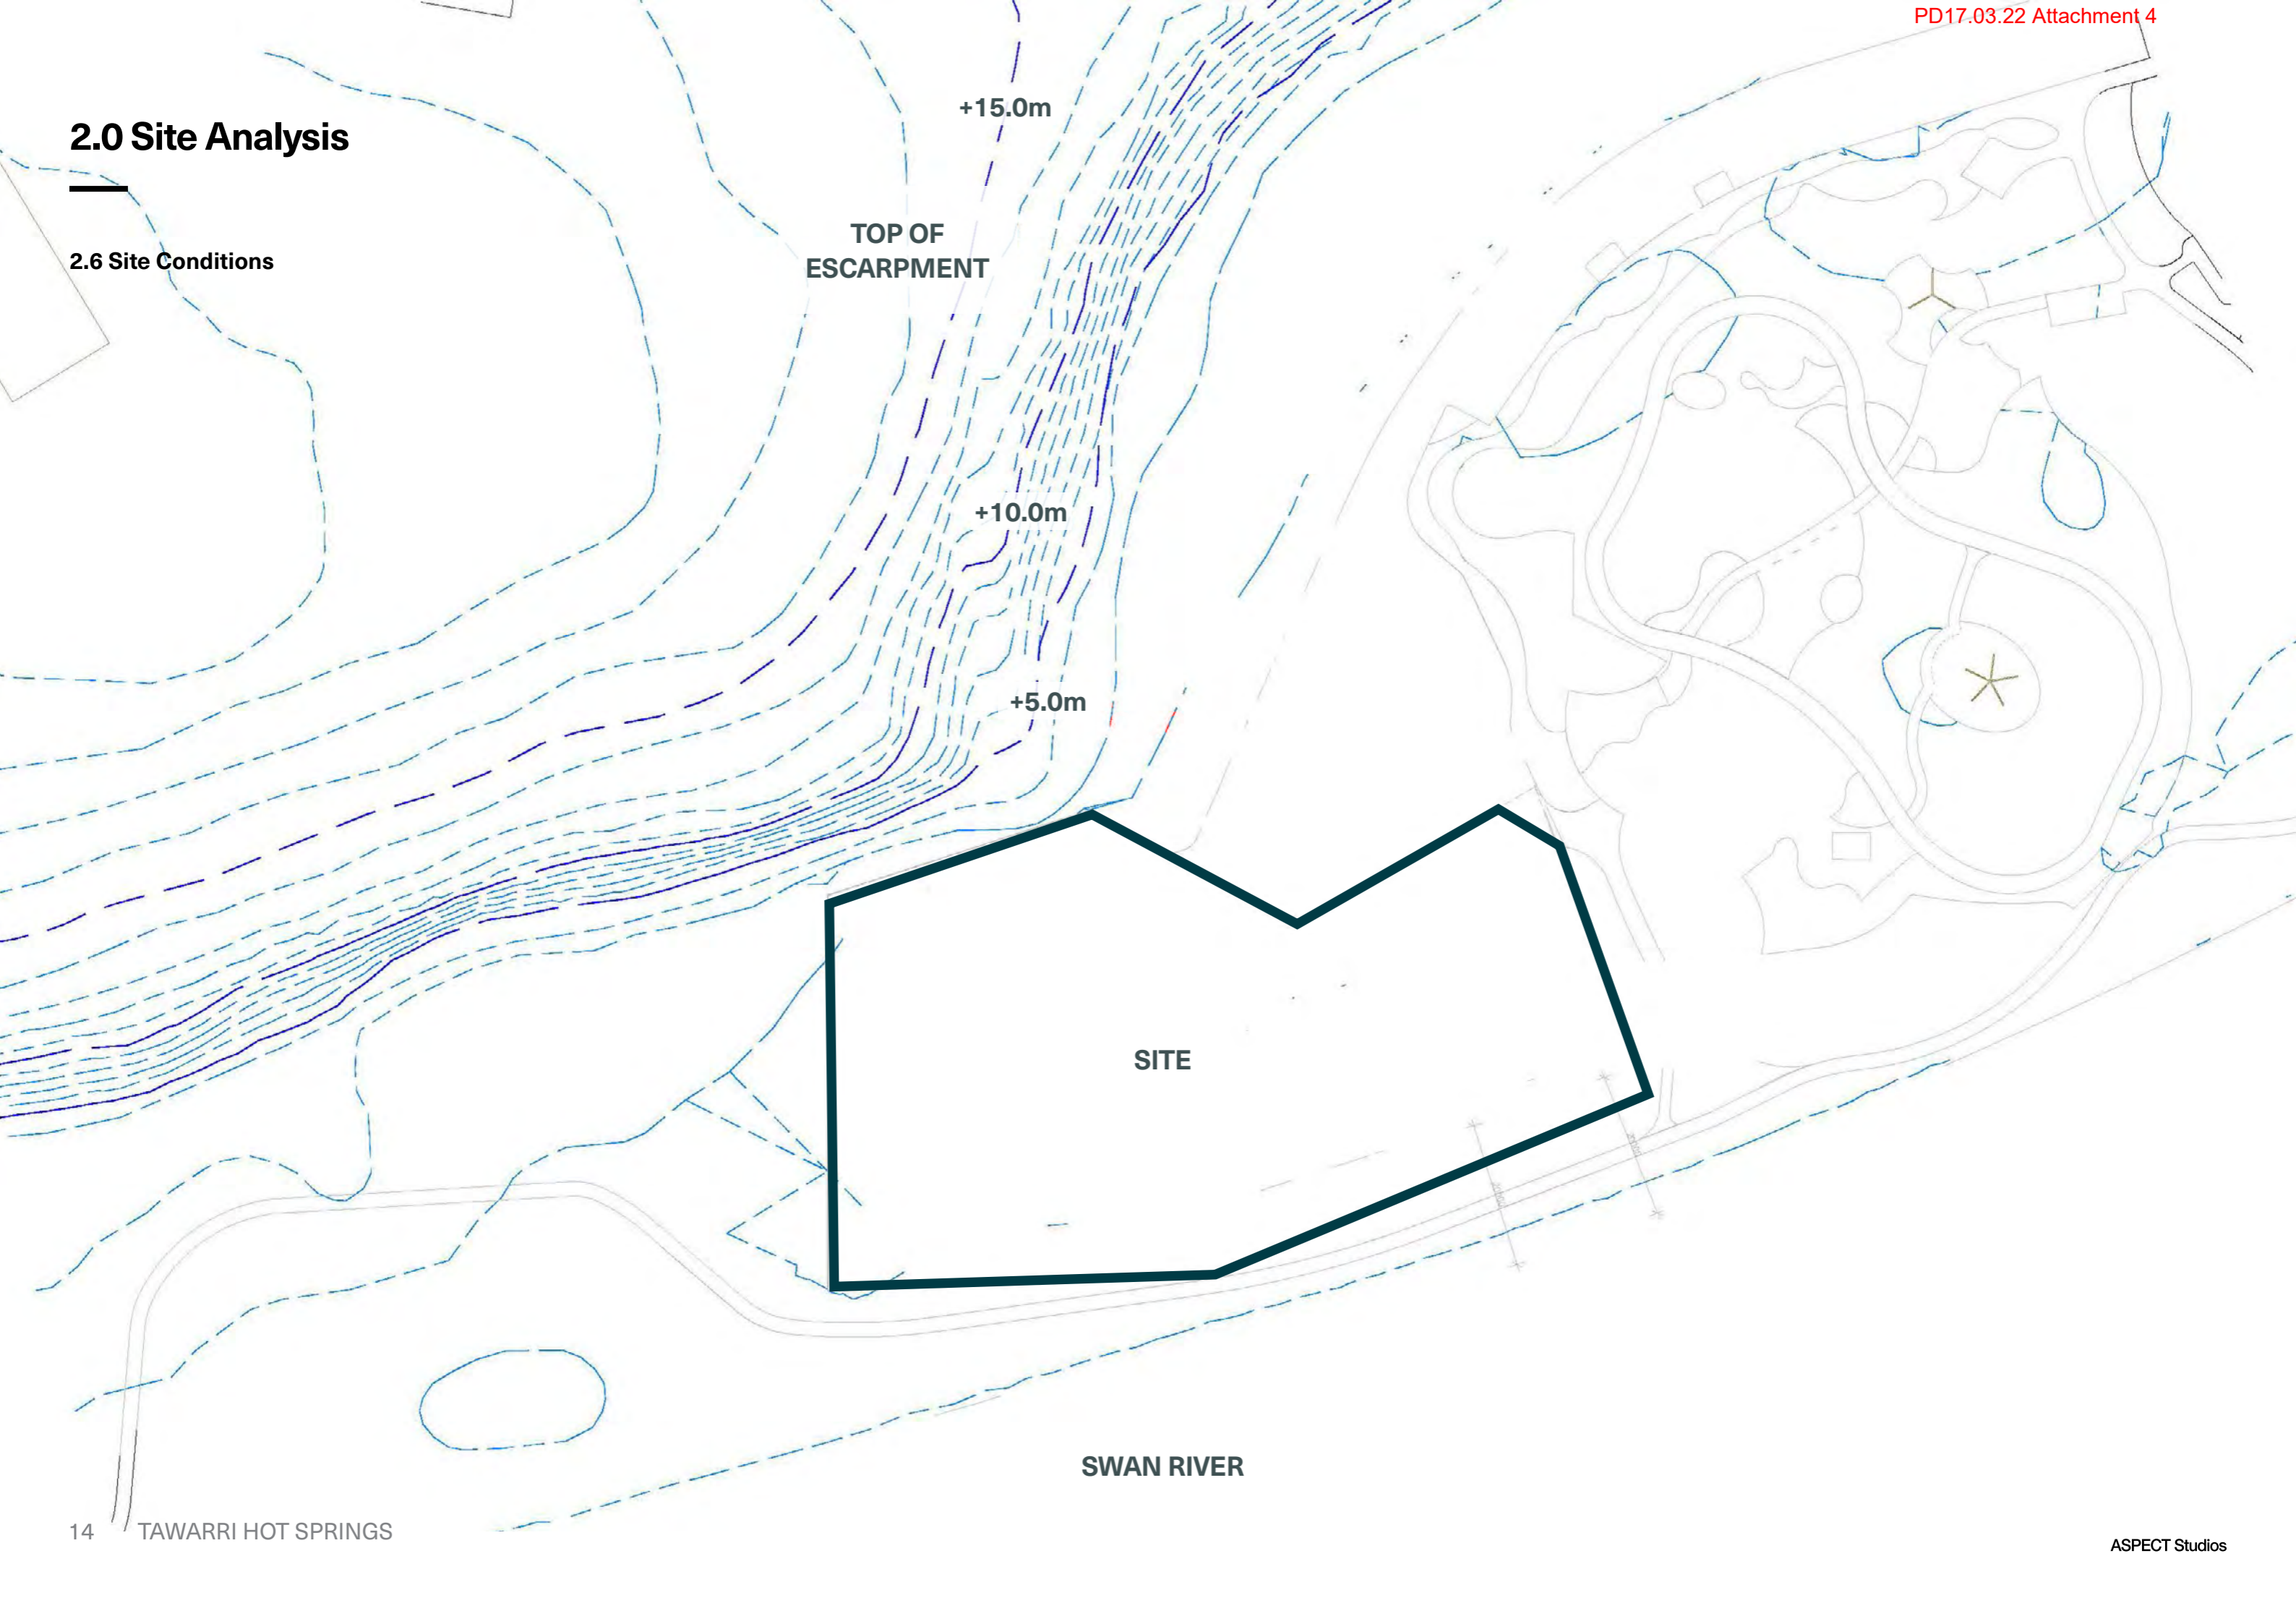 PD17.03.22 Attachment 4
2.0 Site Analysis
2.6 Site Conditions
+15.0m
TOP OF
ESCARPMENT
+10.0m
+5.0m
SITE
SWAN RIVER
14
TAWARRI HOT SPRINGS
ASPECT Studios